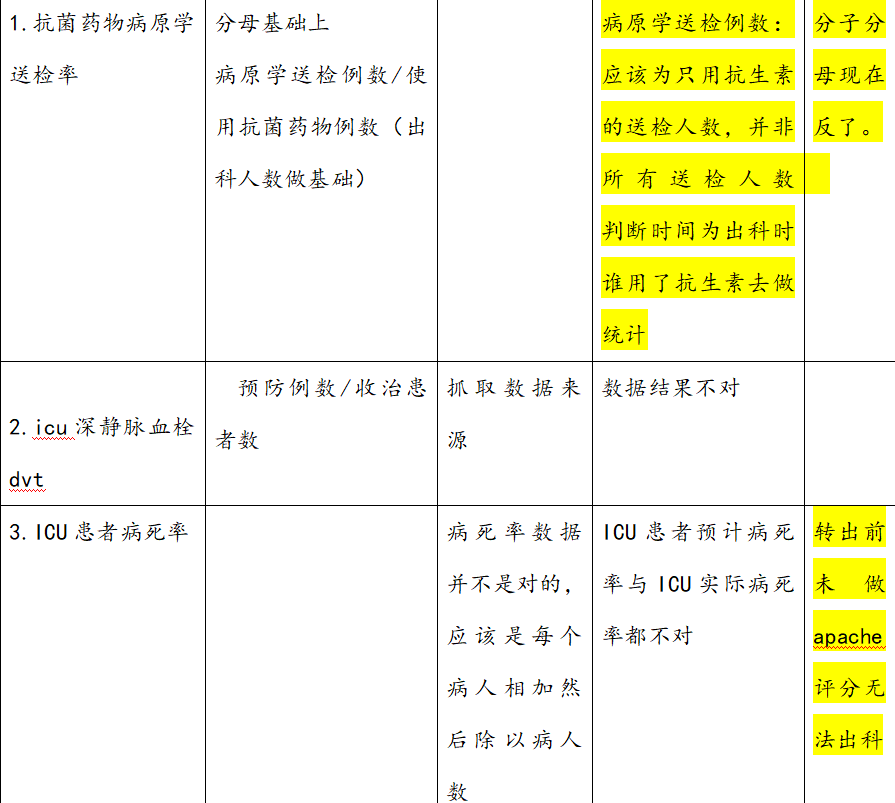 1.抗菌药物病原学
送检率
分母基础上
病原学送检例数/使
用抗菌药物例数（出
科人数做基础）
病原学送检例数：
应该为只用抗生素
的送检人数，并非
所有送检人数
判断时间为出科时
谁用了抗生素去做
统计
分子分
母现在
反了。
2.icu 深静脉血栓
dvt
预防例数/收治患
者数
抓取数据来
源
数据结果不对
3.ICU 患者病死率
病死率数据
并不是对的，
应该是每个
病人相加然
后除以病人
数
ICU 患者预计病死
率与 ICU 实际病死
率都不对
转出前
未做
apache
评分无
法出科